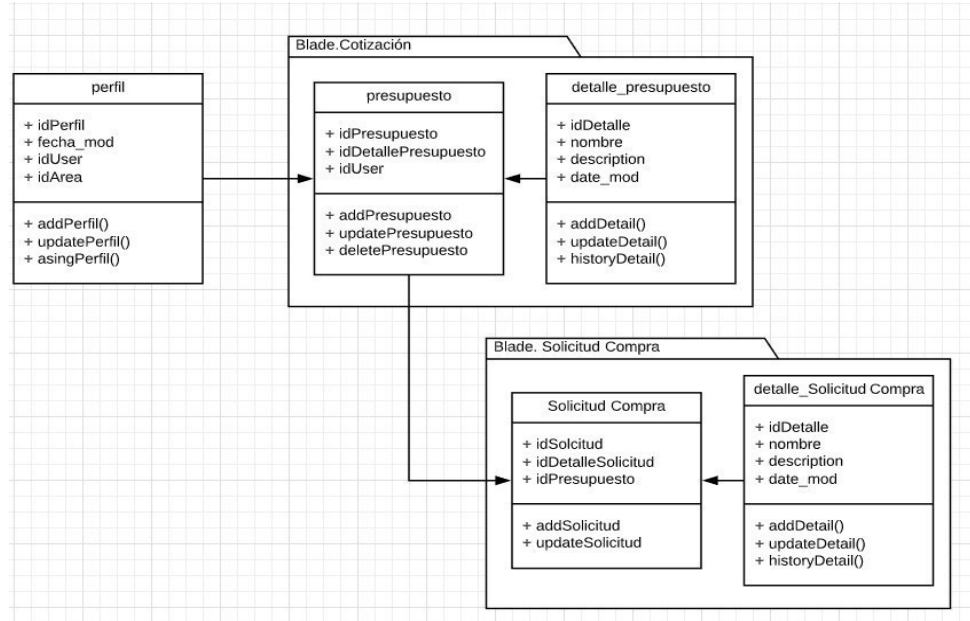 Blade.Cotización
perfil
+ idPerfil
+ fecha_mod
+ idUser
+ idArea
+ addPerfil()
+ updatePerfil()
+ asingPerfil()
presupuesto
+ idPresupuesto
+ idDetallePresupuesto
+ idUser
+ addPresupuesto
+ updatePresupuesto
+ deletePresupuesto
detalle_presupuesto
+ idDetalle
+ nombre
+ description
+ date_mod
+ addDetail()
+ updateDetail()
+ historyDetail()
Blade. Solicitud Compra
Solicitud Compra
+ idSolcitud
+ idDetalleSolicitud
+ idPresupuesto
+ addSolicitud
+ updateSolicitud
detalle_Solicitud Compra
+ idDetalle
+ nombre
+ description
+ date_mod
+ addDetail()
+ updateDetail()
+ historyDetail()